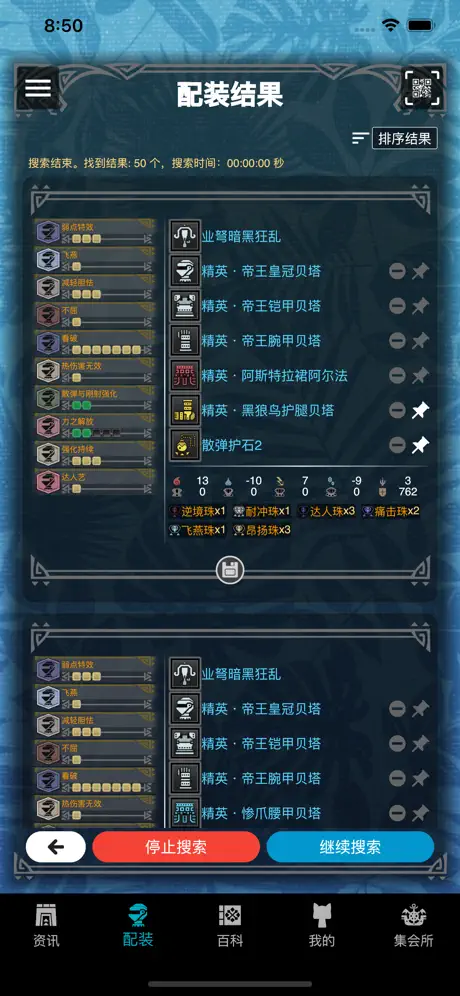 8:50
配装结果
排序结果
搜索结束。找到结果: 50 个，搜索时间：00:00:00 秒
弱点特效
飞燕
减轻胆怯
不屈
看破
热伤害无效
散弹与刚射强化
力之解放
强化持续
达人艺
业弩暗黑狂乱
精英·帝王皇冠贝塔
精英·帝王铠甲贝塔
精英·帝王腕甲贝塔
精英·阿斯特拉裙阿尔法
精英·黑狼鸟护腿贝塔
散弹护石2
13 -10 7 -9 3
0 0 0 0 762
逆境珠x1 耐冲珠x1 达人珠x3 痛击珠x2
飞燕珠x1 昂扬珠x3
弱点特效
飞燕
减轻胆怯
不屈
看破
热伤害无效
业弩暗黑狂乱
精英·帝王皇冠贝塔
精英·帝王铠甲贝塔
精英·帝王腕甲贝塔
精英·惨爪腰甲贝塔
停止搜索
继续搜索
资讯
配装
百科
我的
集会所